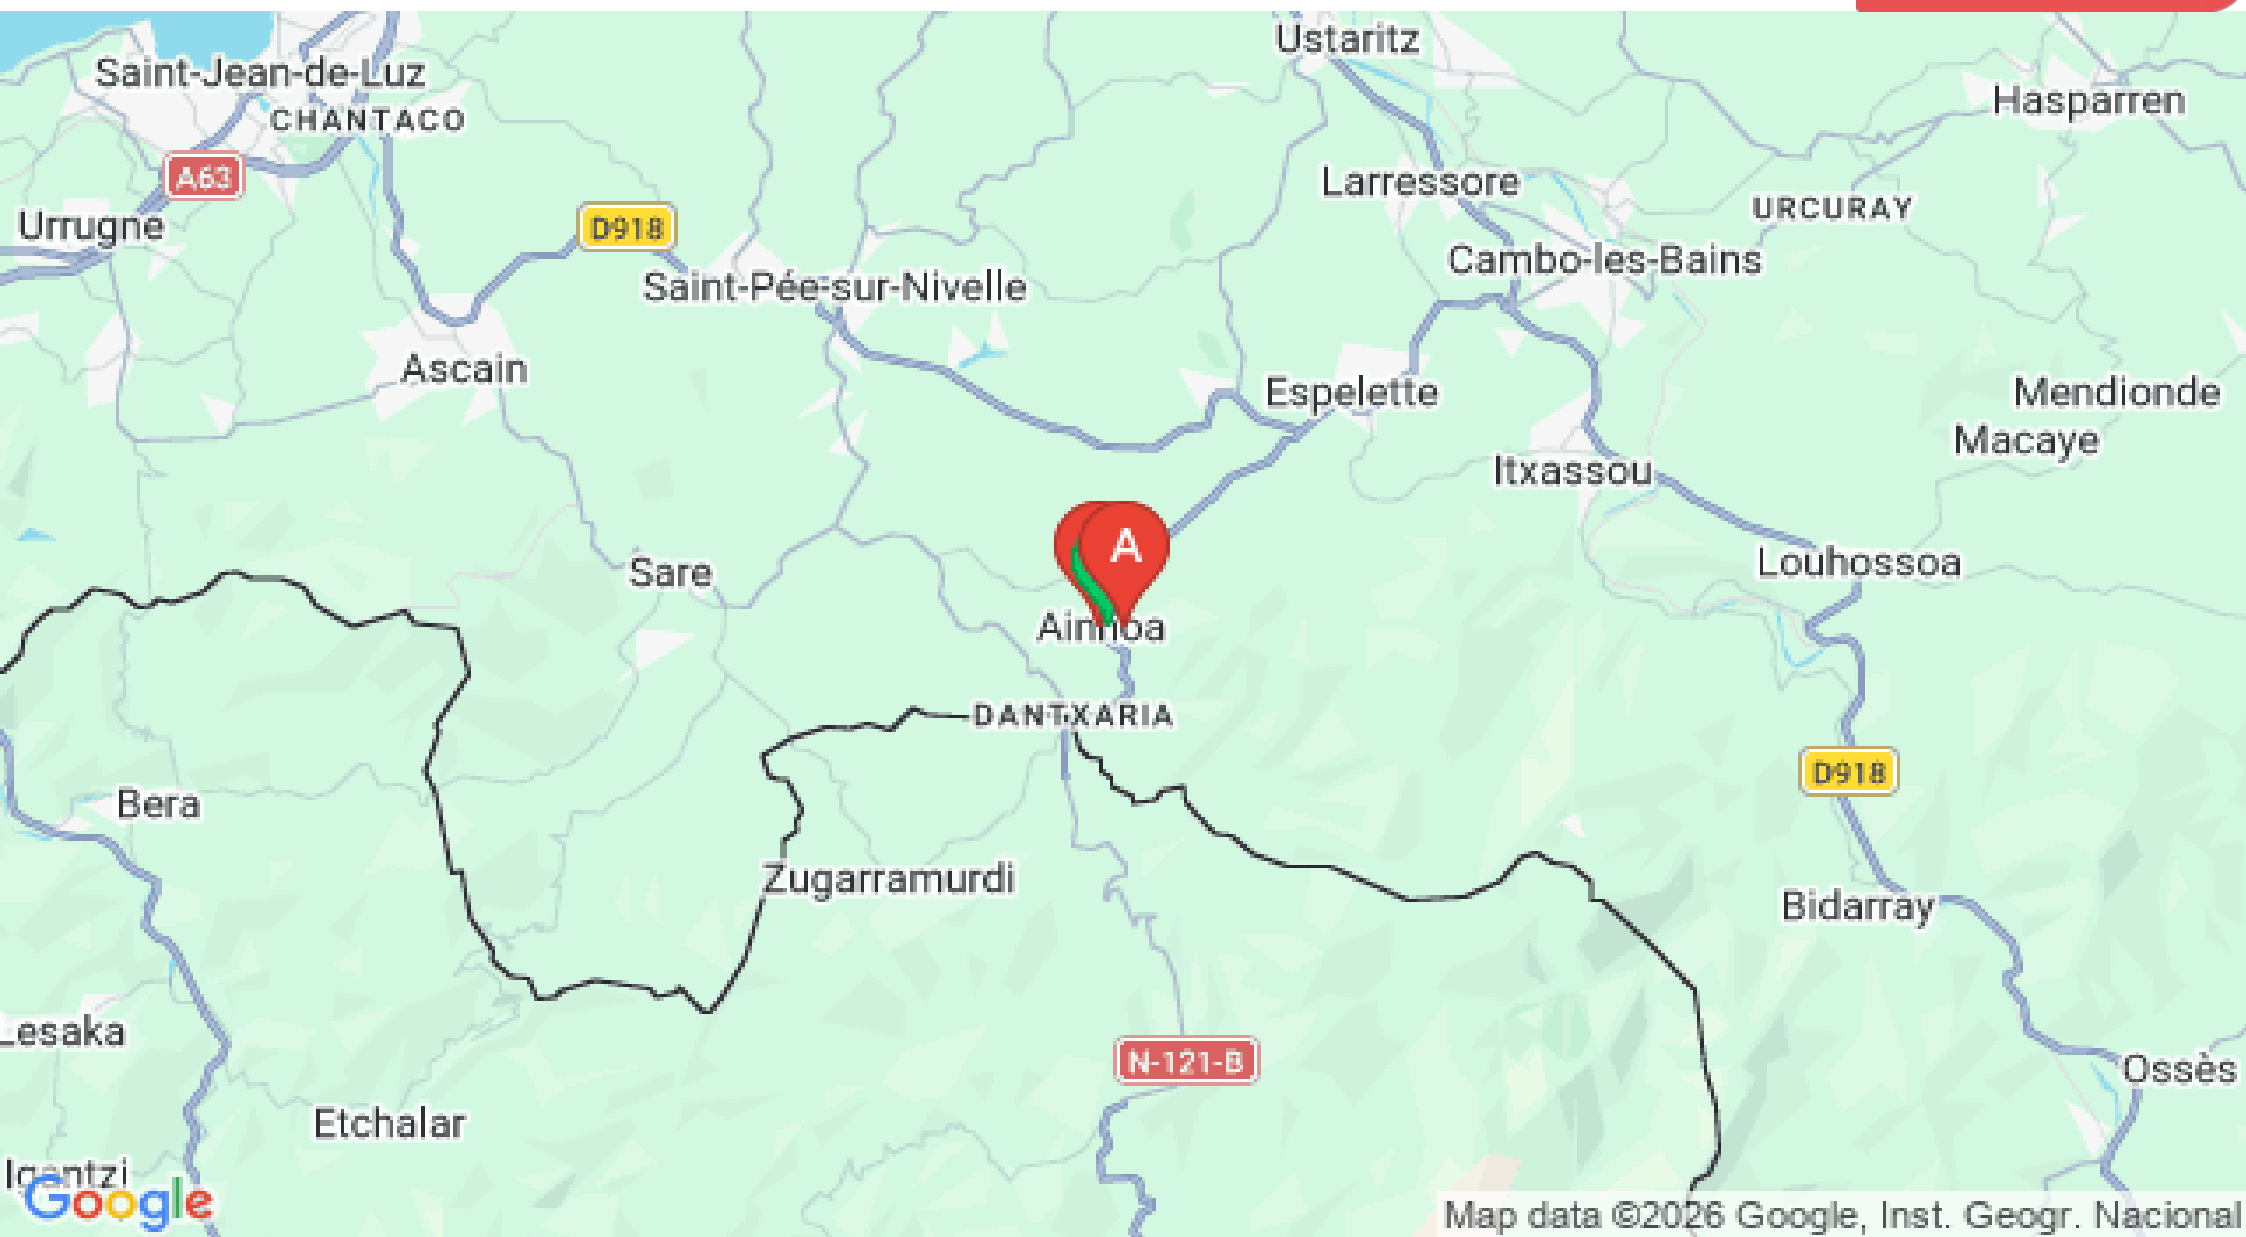 Ustaritz
Saint-Jean-de-Luz
Hasparren
CHANTACO
A63
Larressore
URCURAY
Urrugne
D918
Cambo-les-Bains
Saint-Pée-sur-Nivelle
Ascain
Espelette
Mendionde
Macaye
Itxassou
A
Louhossoa
Sare
Ainhoa
DANTXARIA
D918
Bera
Zugarramurdi
Bidarray
Lesaka
N-121-B
Ossès
Etchalar
Igantzi
Google
Map data ©2026 Google, Inst. Geogr. Nacional